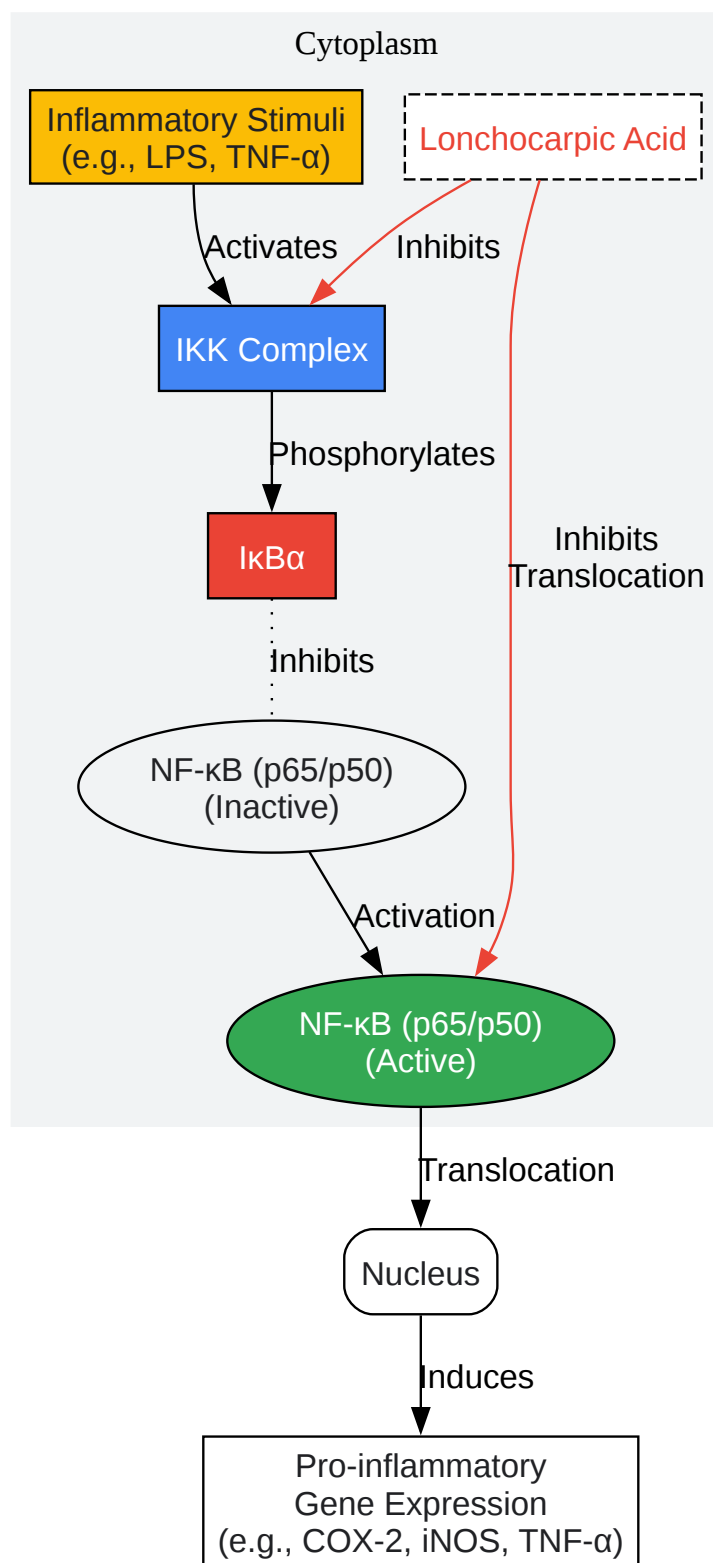 Cytoplasm
Inflammatory Stimuli
(e.g., LPS, TNF-α)
Lonchocarpic Acid
Activates
Inhibits
IKK Complex
Phosphorylates
IκBα
Inhibits
Translocation
Inhibits
NF-κB (p65/p50)
(Inactive)
Activation
NF-κB (p65/p50)
(Active)
Translocation
Nucleus
Induces
Pro-inflammatory
Gene Expression
(e.g., COX-2, iNOS, TNF-α)